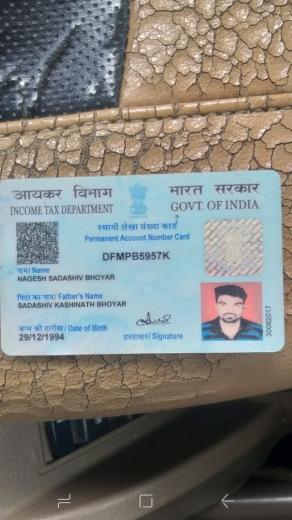 आयकर विभाग
INCOME TAX DEPARTMENT
भारत सरकार
GOVT. OF INDIA
स्थायी लेखा संख्या कार्ड
Permanent Account Number Card
DFMPB5957K
नाम/ Name
NAGESH SADASHIV BHOYAR
पिता का नाम/ Father's Name
SADASHIV KASHINATH BHOYAR
जन्म की तारीख/ Date of Birth
29/12/1994
हस्ताक्षर/ Signature
30082017